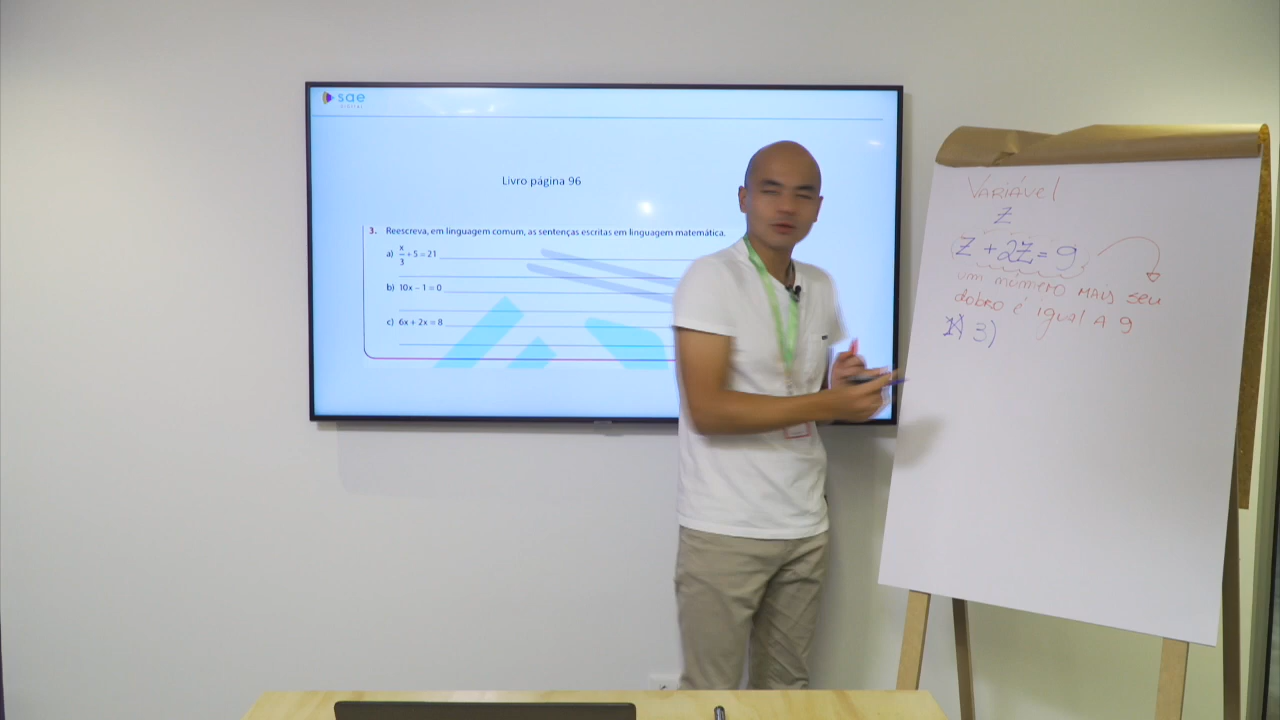 sae
DIGITAL
Livro página 96
3. Reescreva, em linguagem comum, as sentenças escritas em linguagem matemática.
a) x/3 + 5 = 21
b) 10x – 1 = 0
c) 6x + 2x = 8
VARIÁVEL
Z
Z + 2Z = 9
um número MAIS seu
dobro é igual A 9
3)